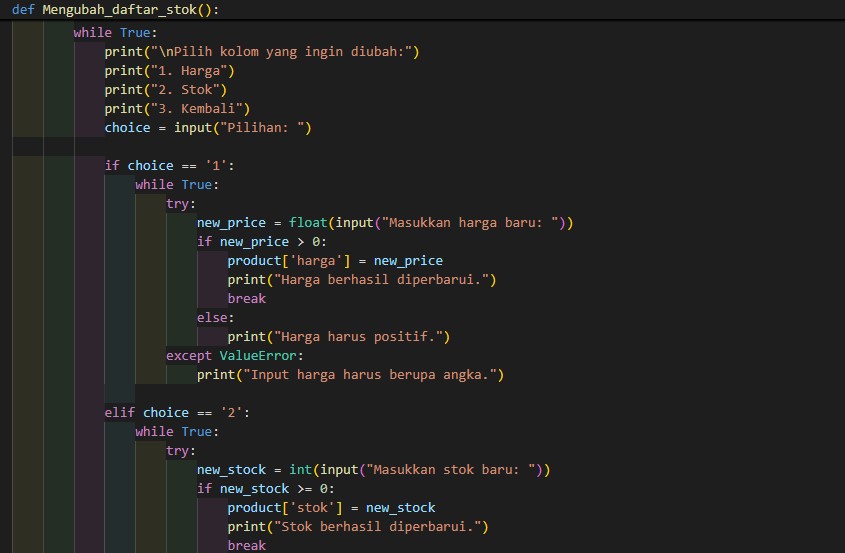 def Mengubah_daftar_stok():
while True:
print("\nPilih kolom yang ingin diubah:")
print("1. Harga")
print("2. Stok")
print("3. Kembali")
choice = input("Pilihan: ")
if choice == '1':
while True:
try:
new_price = float(input("Masukkan harga baru: "))
if new_price > 0:
product['harga'] = new_price
print("Harga berhasil diperbarui.")
break
else:
print("Harga harus positif.")
except ValueError:
print("Input harga harus berupa angka.")
elif choice == '2':
while True:
try:
new_stock = int(input("Masukkan stok baru: "))
if new_stock >= 0:
product['stok'] = new_stock
print("Stok berhasil diperbarui.")
break